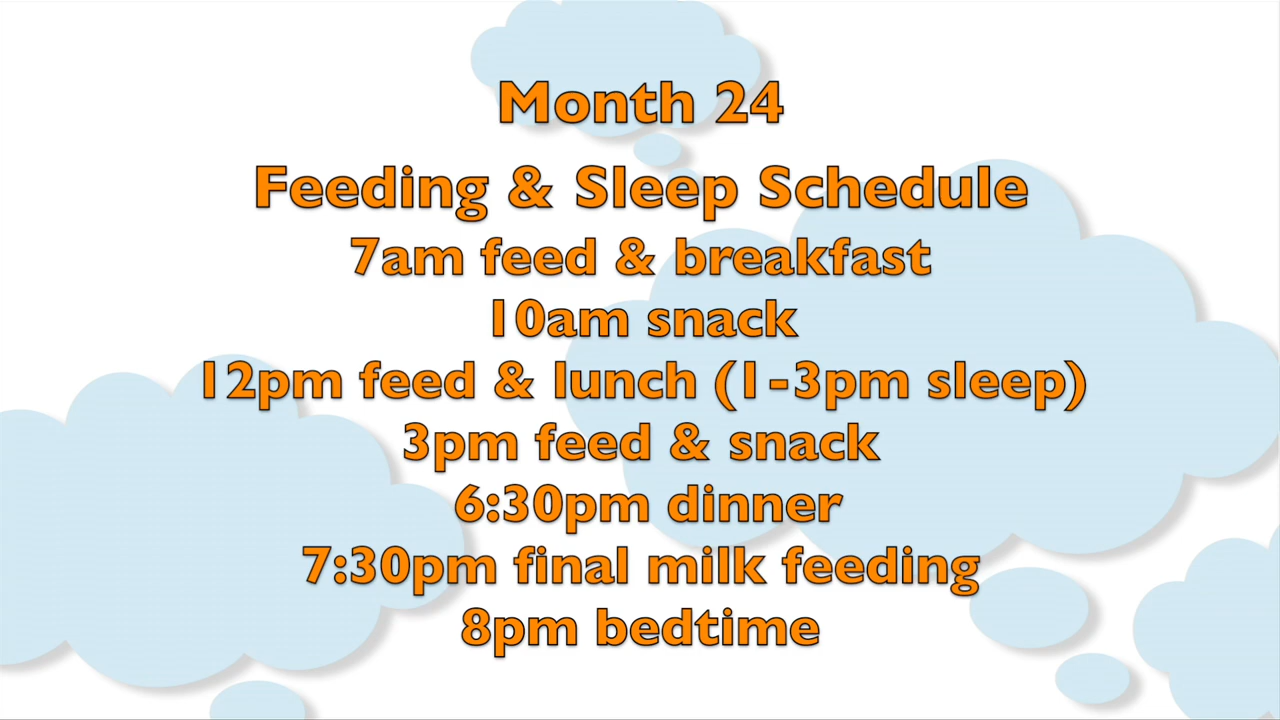 Month 24
Feeding & Sleep Schedule
7am feed & breakfast
10am snack
12pm feed & lunch (1-3pm sleep)
3pm feed & snack
6:30pm dinner
7:30pm final milk feeding
8pm bedtime